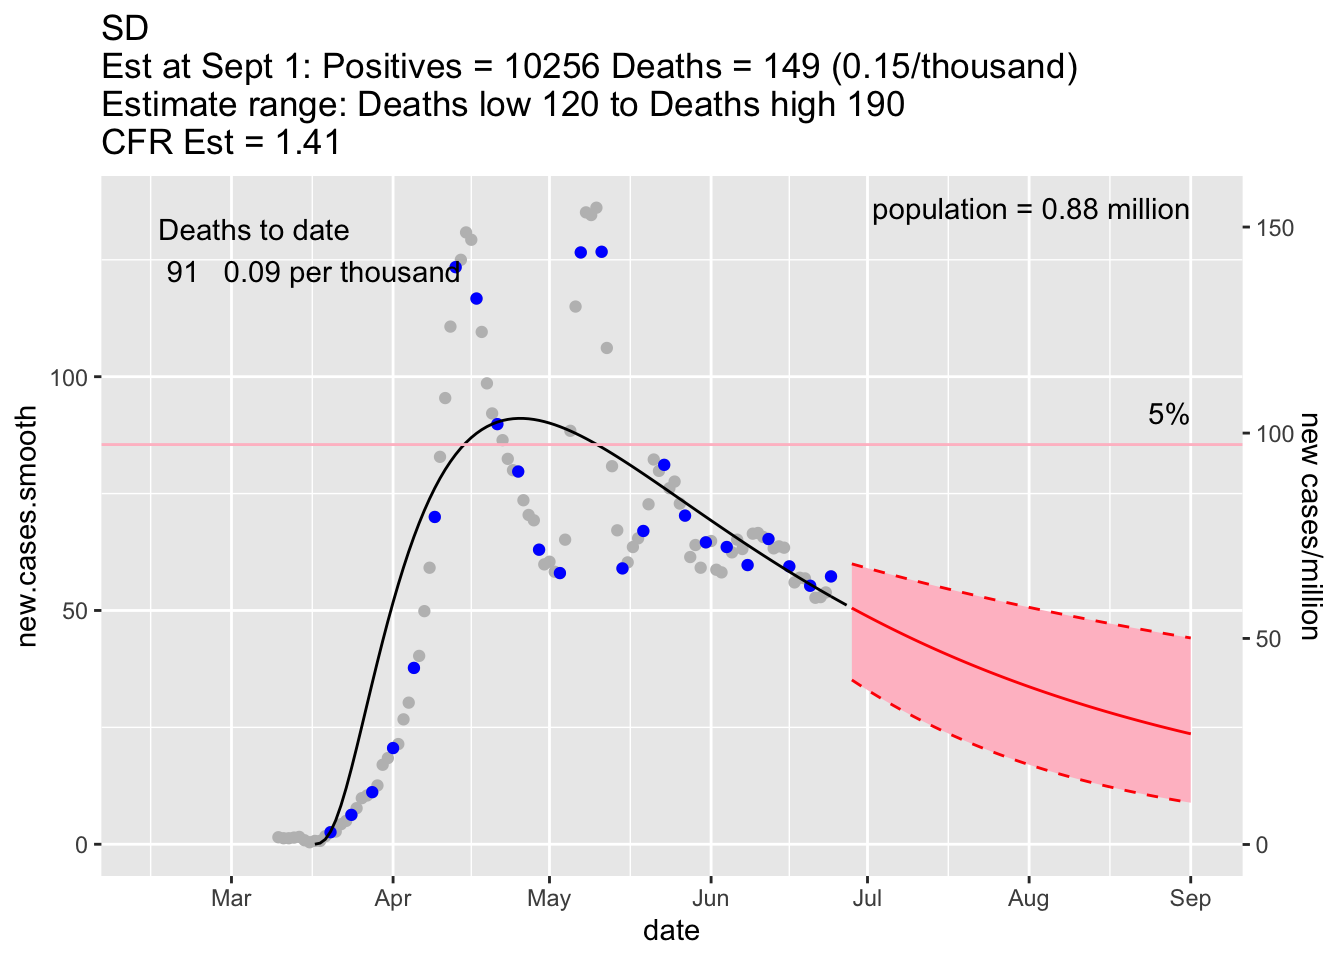 SD
Est at Sept 1: Positives = 10256 Deaths = 149 (0.15/thousand)
Estimate range: Deaths low 120 to Deaths high 190
CFR Est = 1.41
Deaths to date
91 0.09 per thousand
population = 0.88 million
5%
new.cases.smooth
100
50
0
150
100
50
0
new cases/million
Mar Apr May Jun Jul Aug Sep
date